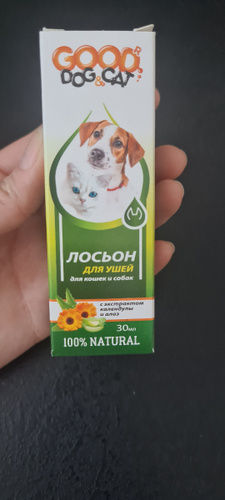 GOOD
DOG&CAT
ЛОСЬОН
ДЛЯ УШЕЙ
для кошек и собак
с экстрактом
календулы
и алоэ
30мл
100% NATURAL